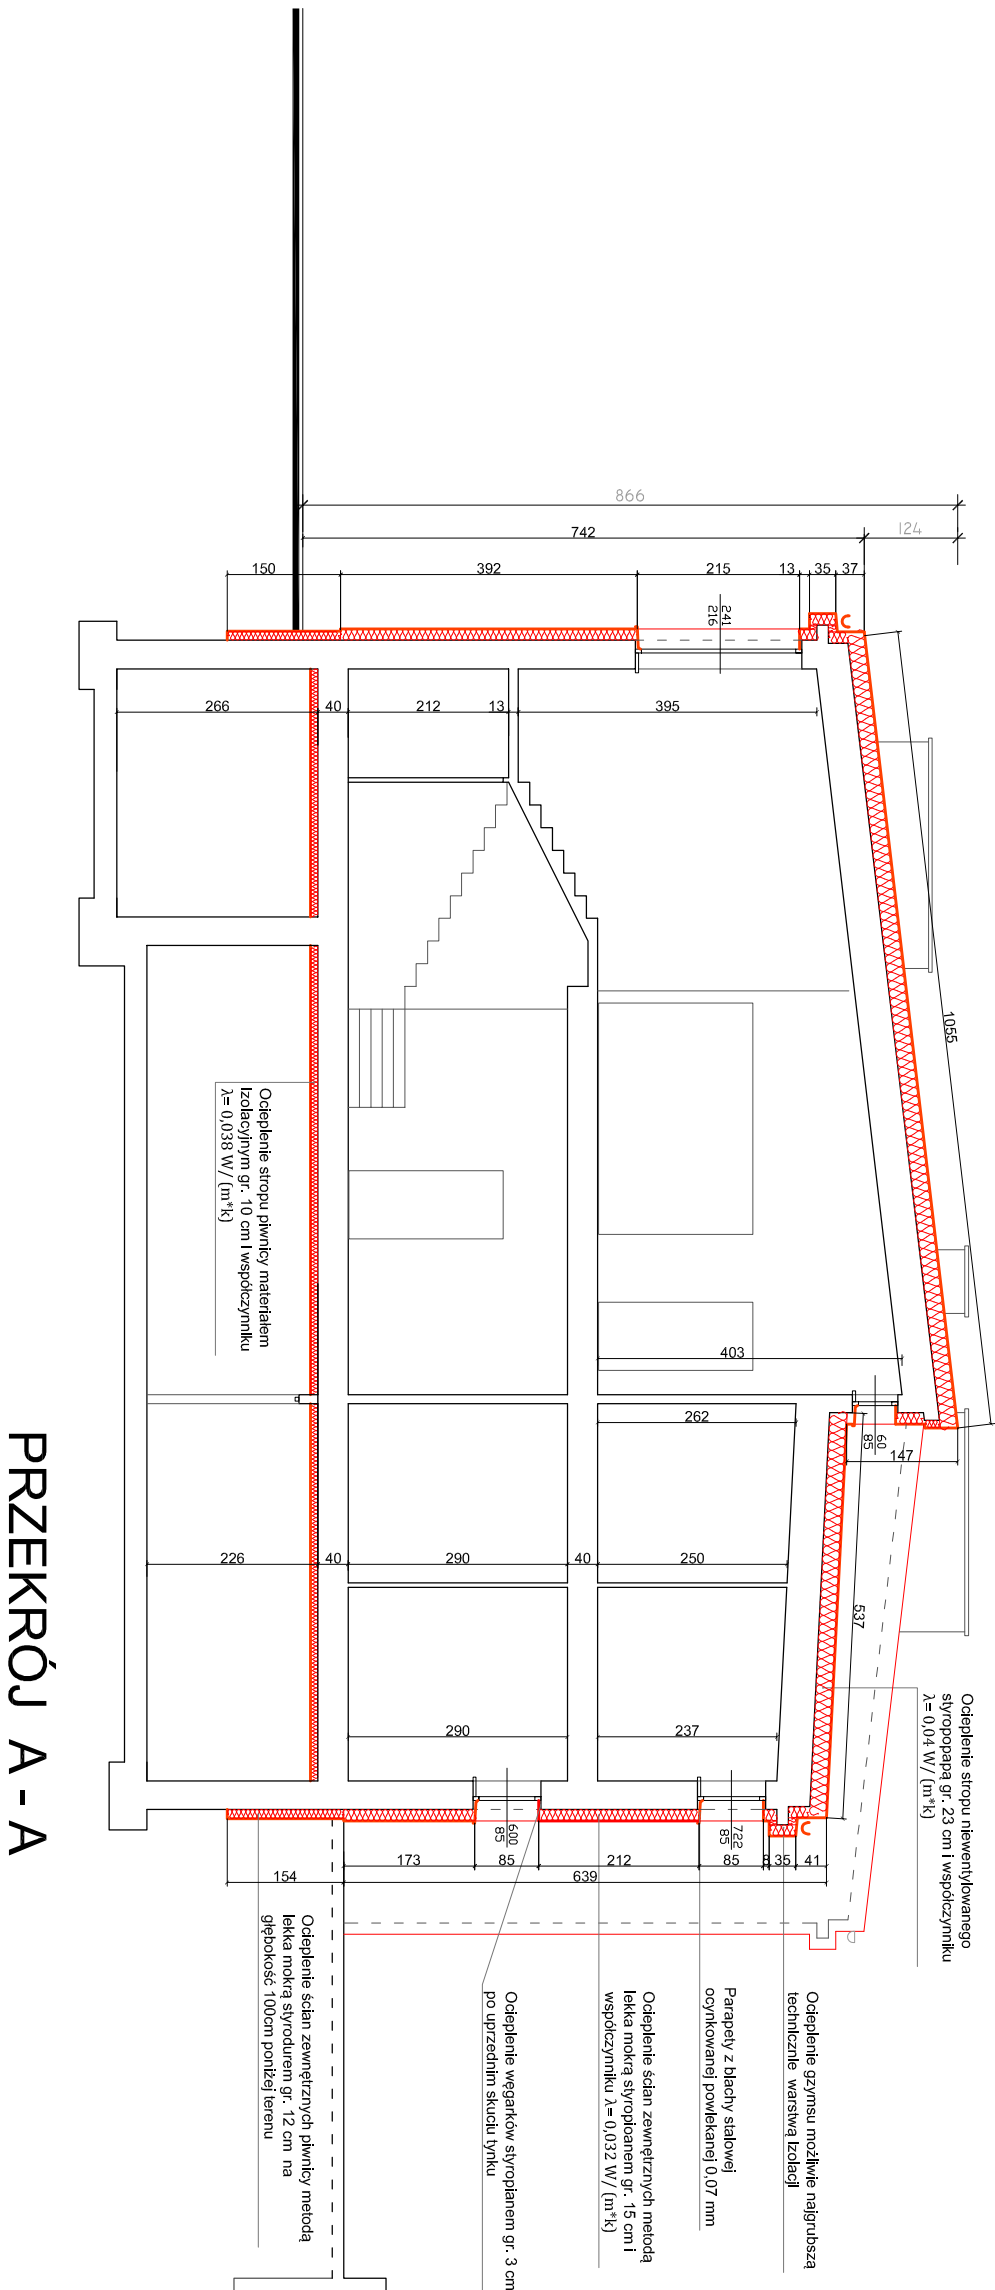 866
742
124
150
392
215
13
35
37
241
216
266
40
212
13
395
1055
403
262
60
85
147
226
40
290
40
250
537
290
237
600
85
722
85
173
85
212
85
8
35
41
154
639
Ocieplenie stropu piwnicy materiałem
izolacyjnym gr. 10 cm i współczynniku
λ= 0,038 W/ (m*k)
Ocieplenie stropu niewentylowanego
styropapą gr. 23 cm i współczynniku
λ= 0,04 W/ (m*k)
Ocieplenie gzymsu możliwie najgrubszą
technicznie warstwą izolacji
Parapety z blachy stalowej
ocynkowanej powlekanej 0,07 mm
Ocieplenie ścian zewnętrznych metodą
lekka mokrą styropioanem gr. 15 cm i
współczynniku λ= 0,032 W/ (m*k)
Ocieplenie węgarków styropianem gr. 3 cm
po uprzednim skuciu tynku
Ocieplenie ścian zewnętrznych piwnicy metodą
lekka mokrą styrodurem gr. 12 cm na
głębokość 100cm poniżej terenu
PRZEKRÓJ A - A